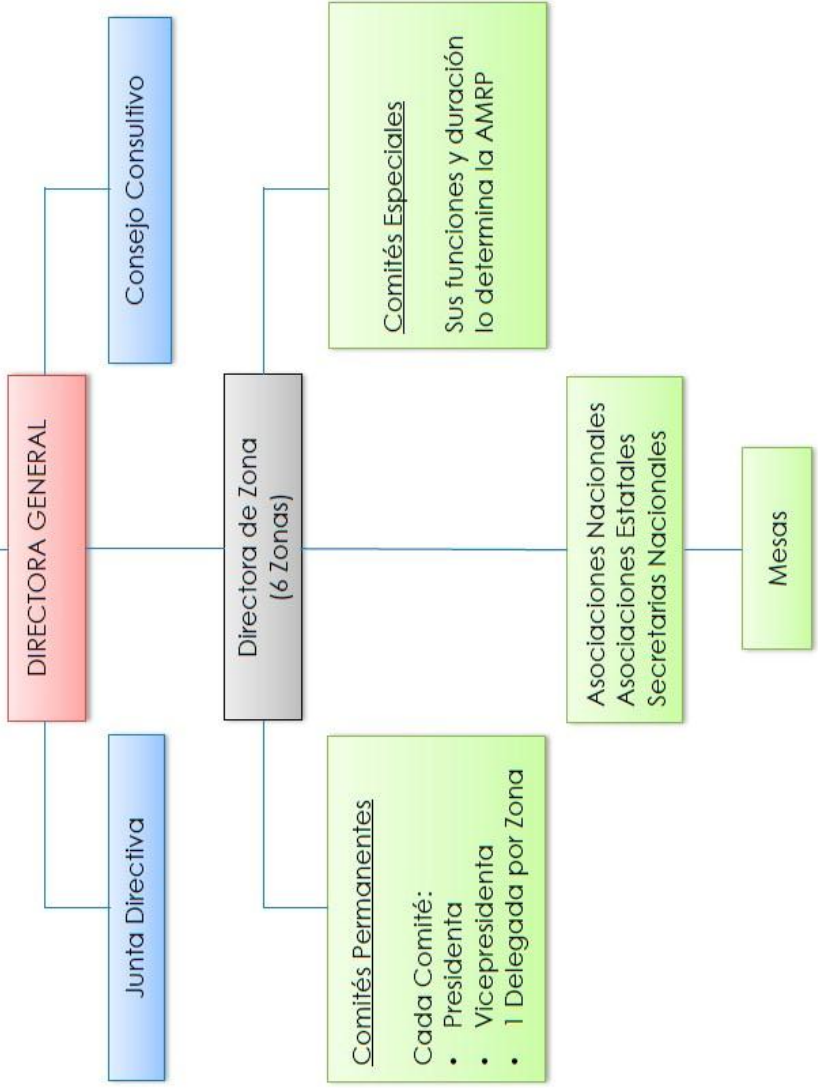 DIRECTORA GENERAL
Junta Directiva
Consejo Consultivo
Directora de Zona
(6 Zonas)
Comités Permanentes
Cada Comité:
• Presidenta
• Vicepresidenta
• 1 Delegada por Zona
Comités Especiales
Sus funciones y duración
lo determina la AMRP
Asociaciones Nacionales
Asociaciones Estatales
Secretarias Nacionales
Mesas